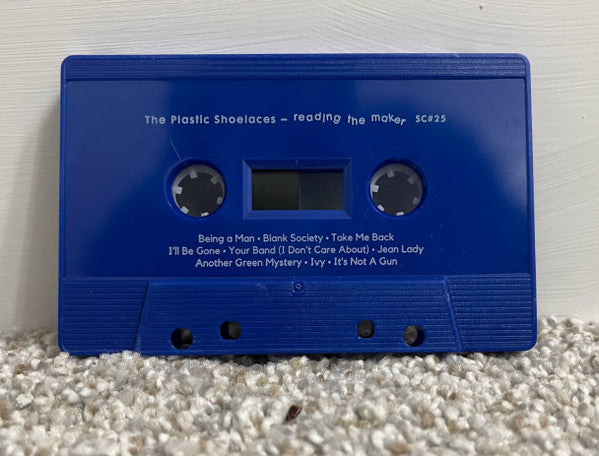 The Plastic Shoelaces – reading the maker SC#25
Being a Man • Blank Society • Take Me Back
I'll Be Gone • Your Band (I Don't Care About) • Jean Lady
Another Green Mystery • Ivy • It's Not A Gun